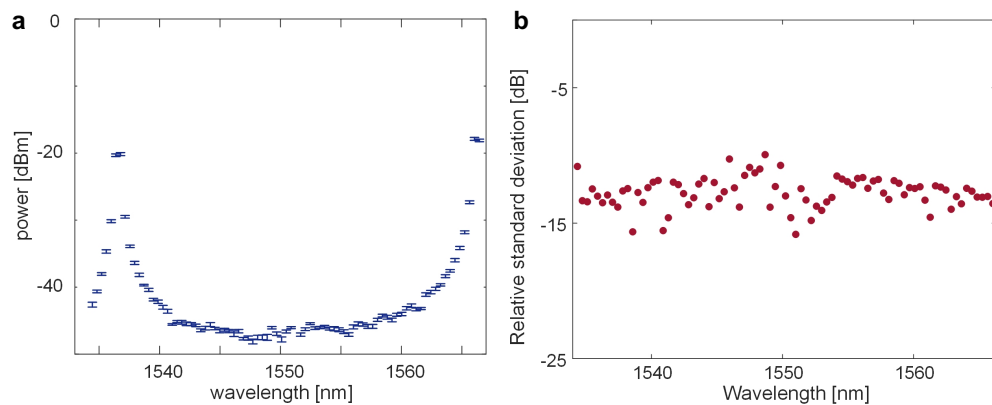 a
0
-20
-40
power [dBm]
1540
1550
1560
wavelength [nm]
b
-5
-15
-25
Relative standard deviation [dB]
1540
1550
1560
Wavelength [nm]